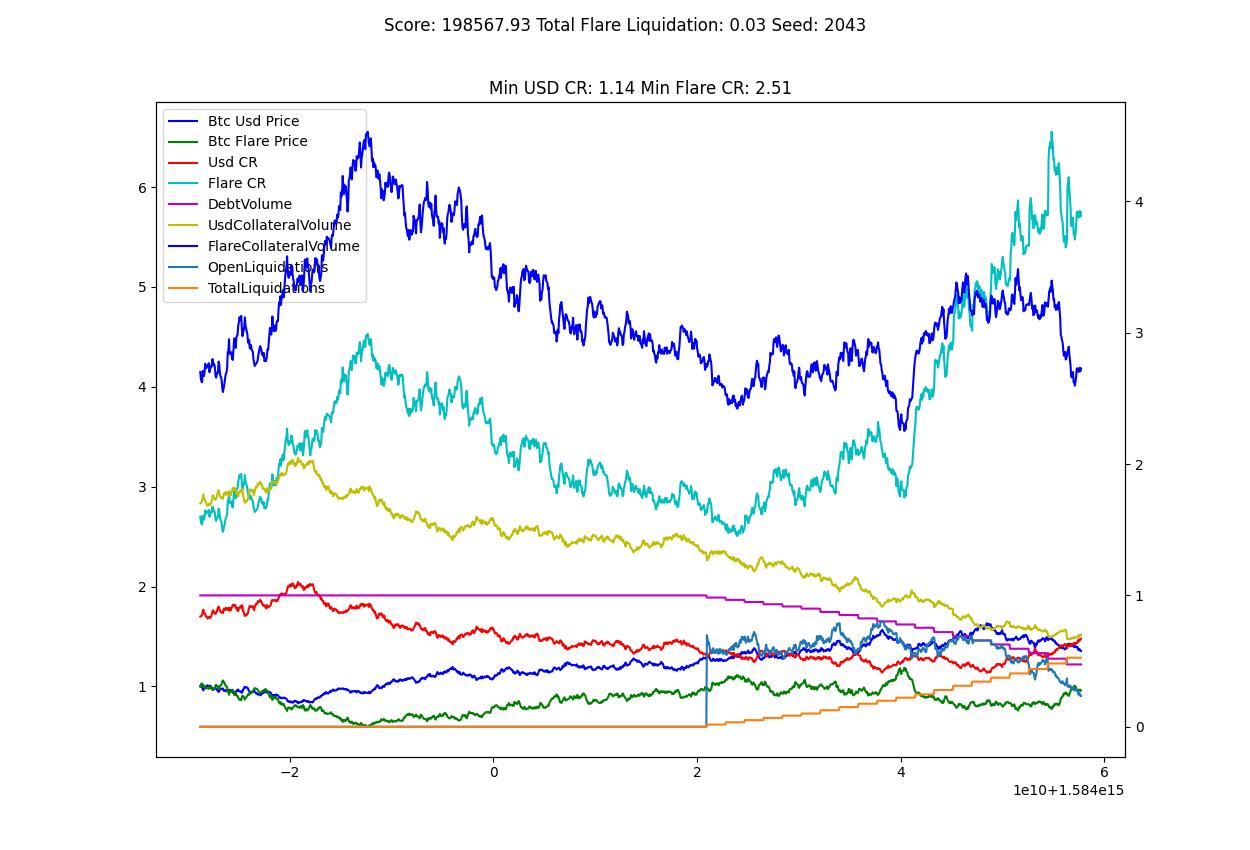 Score: 198567.93 Total Flare Liquidation: 0.03 Seed: 2043
Min USD CR: 1.14 Min Flare CR: 2.51
Btc Usd Price
Btc Flare Price
Usd CR
Flare CR
DebtVolume
UsdCollateralVolume
FlareCollateralVolume
OpenLiquidations
TotalLiquidations
6
5
4
3
2
1
4
3
2
1
0
−2
0
2
4
6
1e10+1.584e15